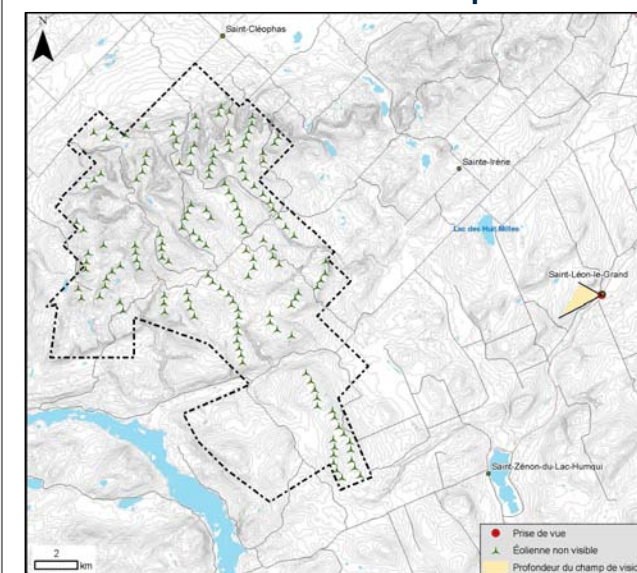 N
Saint-Cléophas
Sainte-Irène
Lac des Huit Milles
Saint-Léon-le-Grand
Saint-Zénon-du-Lac-Humqui
Prise de vue
Éolienne non visible
Profondeur du champ de visio
2
km